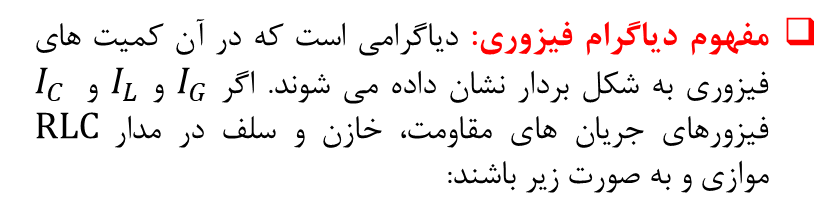 ❑ مفهوم دیاگرام فیزوری: دیاگرامی است که در آن کمیت های
فیزوری به شکل بردار نشان داده می شوند. اگر I_G و I_L و I_C
فیزورهای جریان های مقاومت، خازن و سلف در مدار RLC
موازی و به صورت زیر باشند: